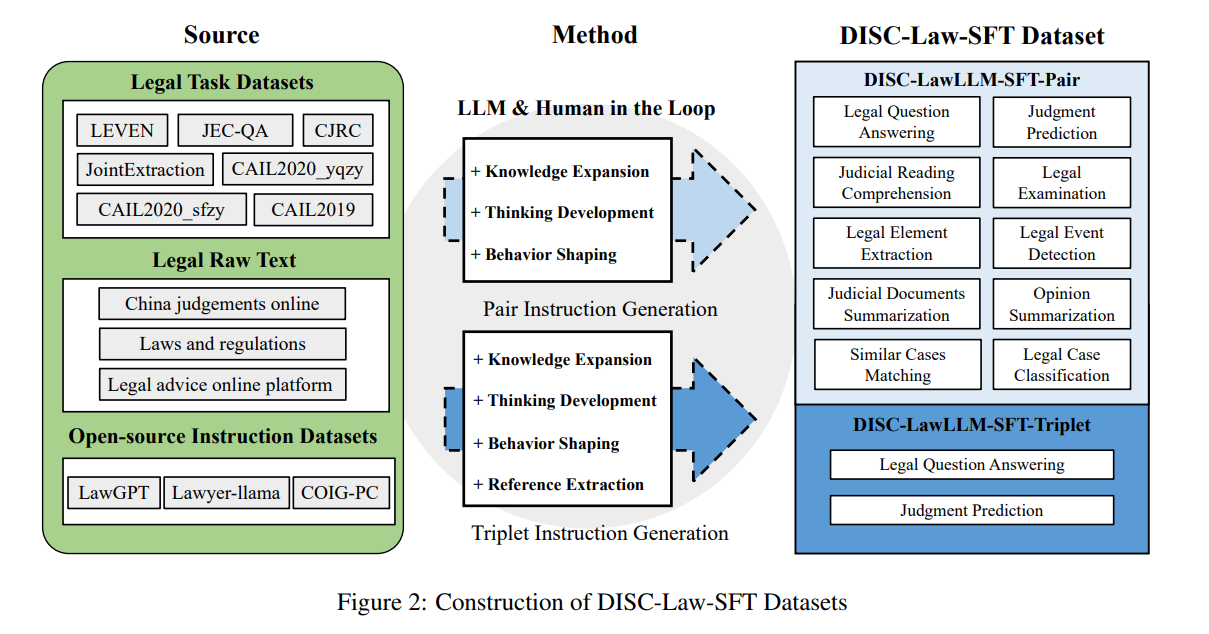 Source
Method
DISC-Law-SFT Dataset
Legal Task Datasets
LEVEN
JEC-QA
CJRC
JointExtraction
CAIL2020_yqzy
CAIL2020_sfzy
CAIL2019
Legal Raw Text
China judgements online
Laws and regulations
Legal advice online platform
Open-source Instruction Datasets
LawGPT
Lawyer-llama
COIG-PC
LLM & Human in the Loop
+ Knowledge Expansion
+ Thinking Development
+ Behavior Shaping
Pair Instruction Generation
+ Knowledge Expansion
+ Thinking Development
+ Behavior Shaping
+ Reference Extraction
Triplet Instruction Generation
DISC-LawLLM-SFT-Pair
Legal Question
Answering
Judgment
Prediction
Judicial Reading
Comprehension
Legal
Examination
Legal Element
Extraction
Legal Event
Detection
Judicial Documents
Summarization
Opinion
Summarization
Similar Cases
Matching
Legal Case
Classification
DISC-LawLLM-SFT-Triplet
Legal Question Answering
Judgment Prediction
Figure 2: Construction of DISC-Law-SFT Datasets